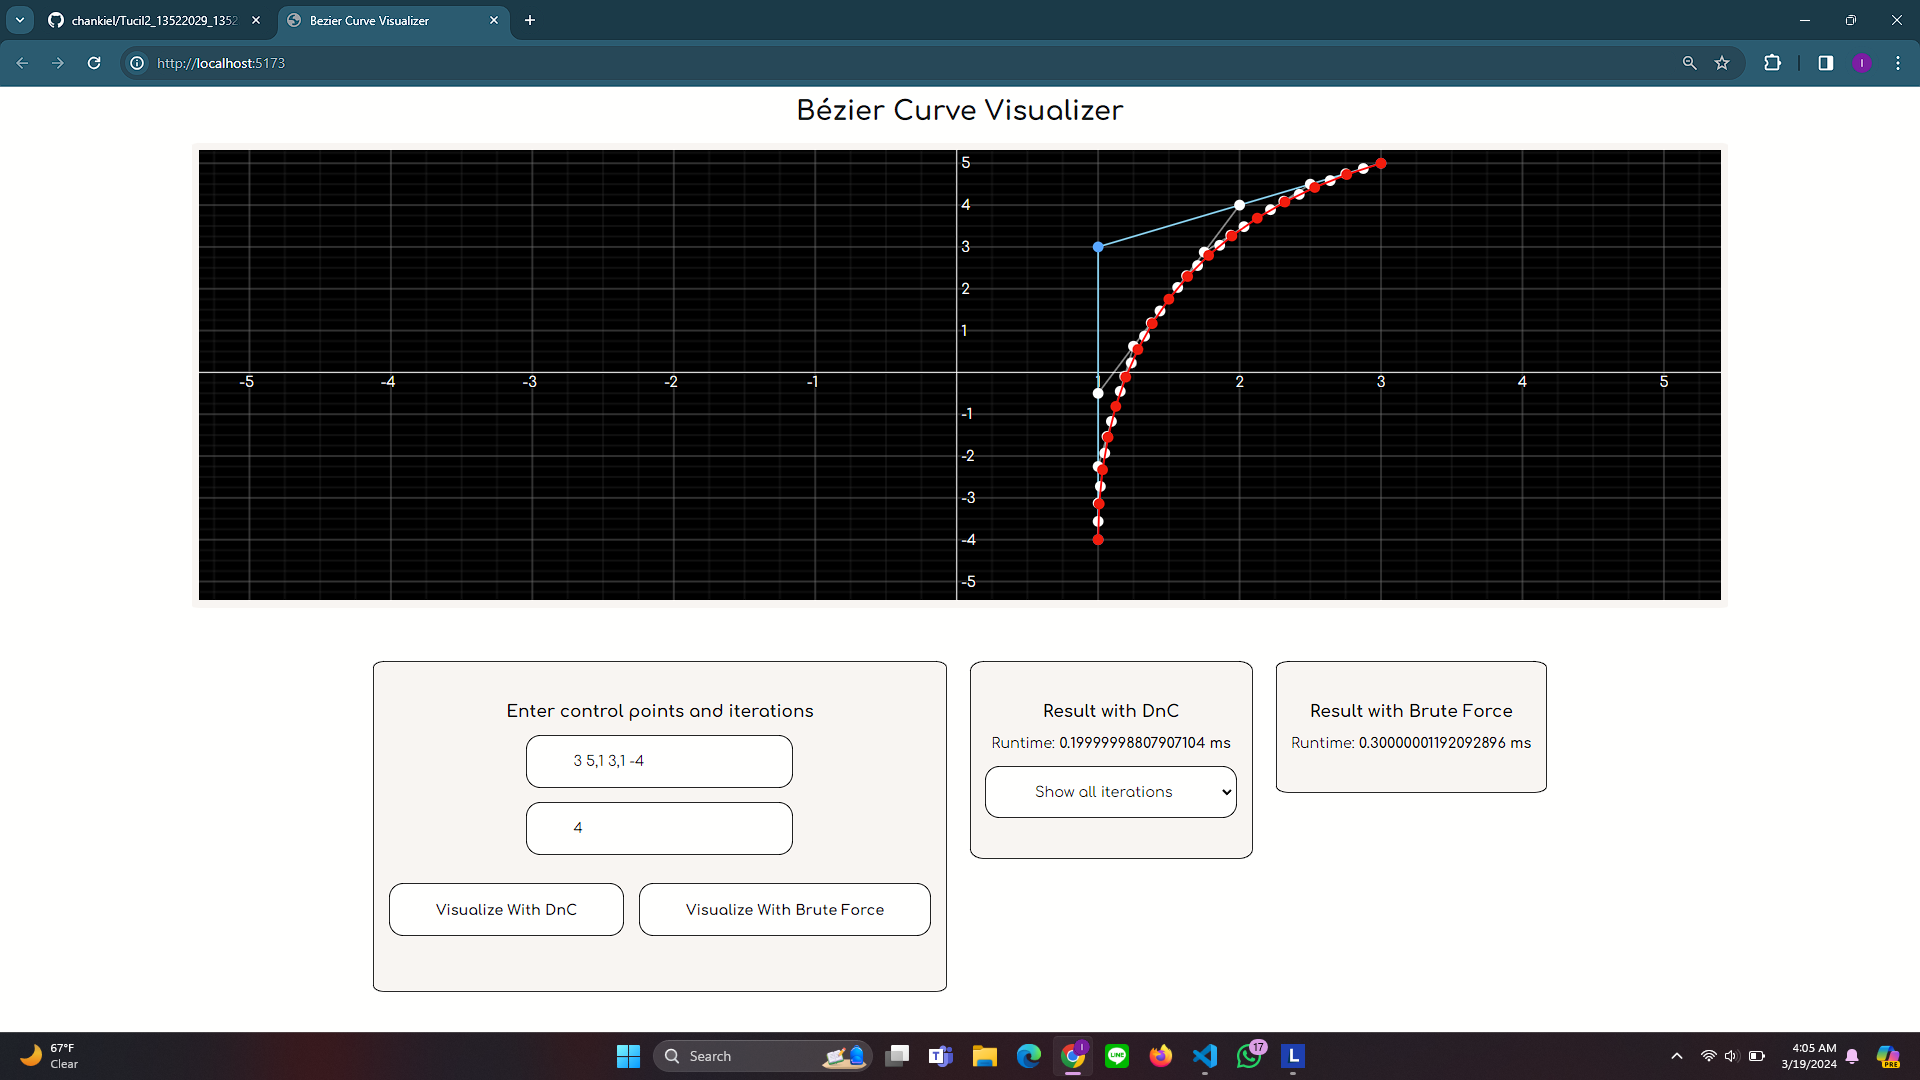 chankiel/Tucil2_13522029_1352
Bezier Curve Visualizer
http://localhost:5173
Bézier Curve Visualizer
5
4
3
2
1
-5 -4 -3 -2 -1 1 2 3 4 5
-1
-2
-3
-4
-5
Enter control points and iterations
3 5,1 3,1 -4
4
Visualize With DnC
Visualize With Brute Force
Result with DnC
Runtime: 0.19999998807907104 ms
Show all iterations
Result with Brute Force
Runtime: 0.30000001192092896 ms
67°F
Clear
Search
17
4:05 AM
3/19/2024